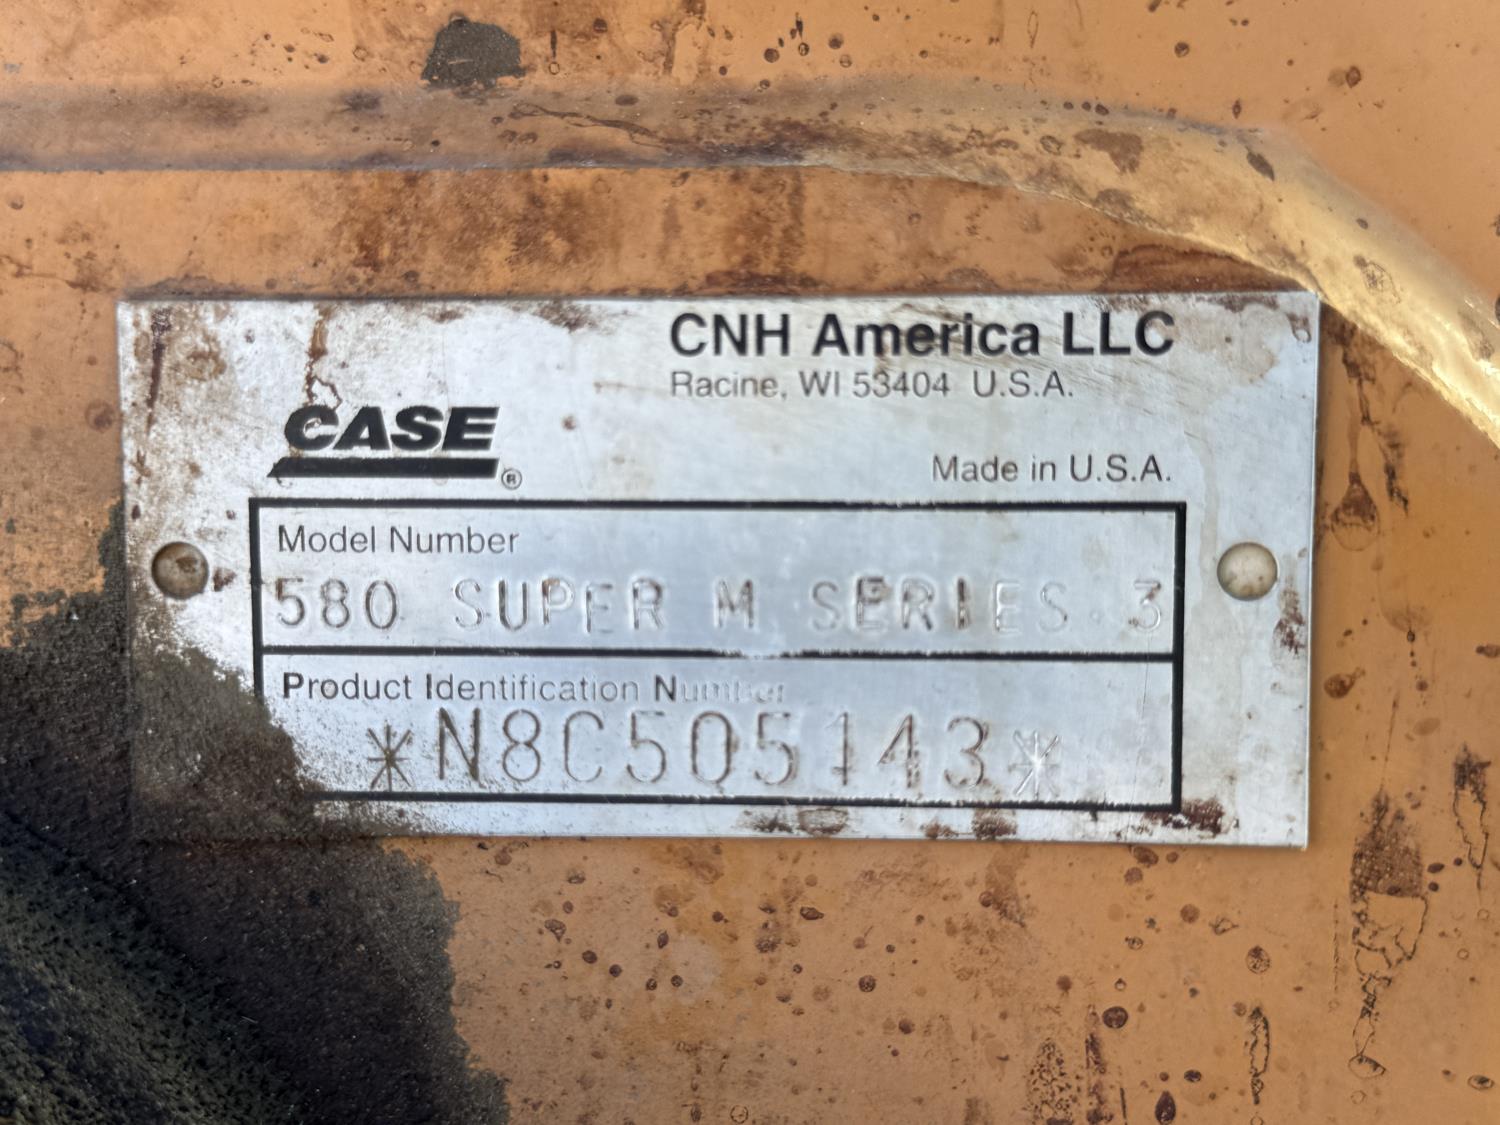 CNH America LLC
Racine, WI 53404 U.S.A.
CASE®
Made in U.S.A.
Model Number
580 SUPER M SERIES 3
Product Identification Number
*N8C505143*